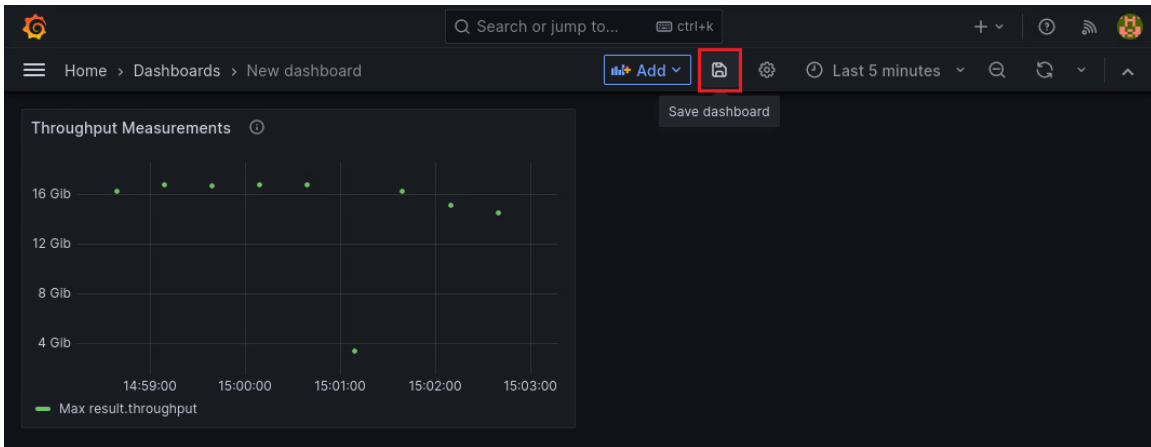 Search or jump to... ctrl+k
Home › Dashboards › New dashboard Add Last 5 minutes
Save dashboard
Throughput Measurements
16 Gib
12 Gib
8 Gib
4 Gib
14:59:00 15:00:00 15:01:00 15:02:00 15:03:00
Max result.throughput